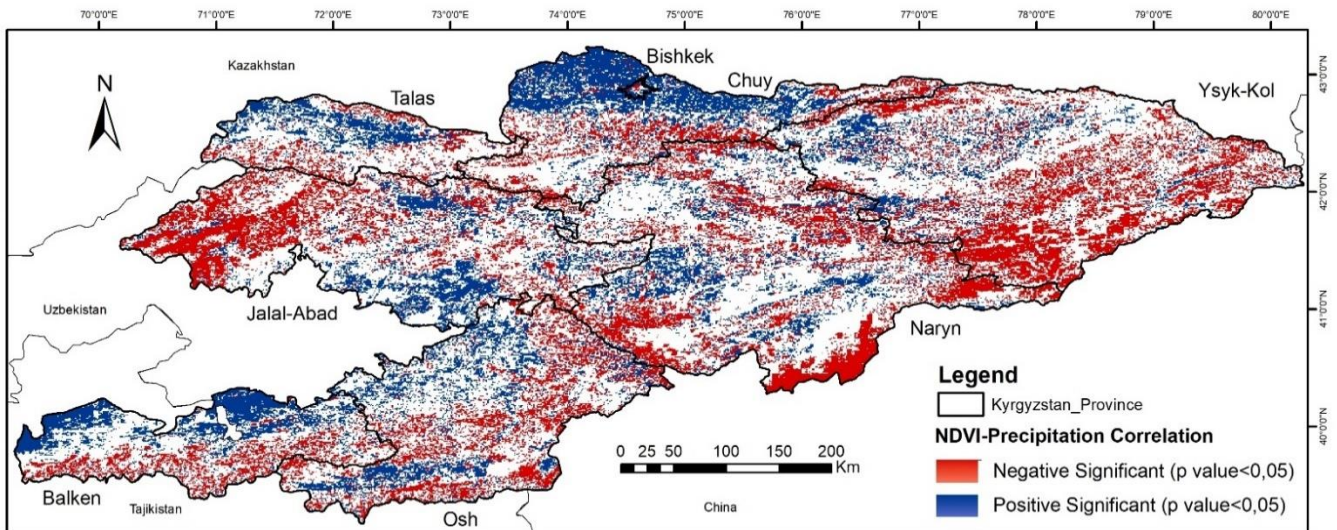 70°0'0"E 71°0'0"E 72°0'0"E 73°0'0"E 74°0'0"E 75°0'0"E 76°0'0"E 77°0'0"E 78°0'0"E 79°0'0"E 80°0'0"E
Bishkek
Kazakhstan
N
Chuy
43°0'0"N
Talas
Ysyk-Kol
42°0'0"N
Uzbekistan
Jalal-Abad
41°0'0"N
Naryn
Legend
Kyrgyzstan_Province
NDVI-Precipitation Correlation
40°0'0"N
0 25 50 100 150 200
Km
Negative Significant (p value<0,05)
Balken
Tajikistan
Osh
China
Positive Significant (p value<0,05)